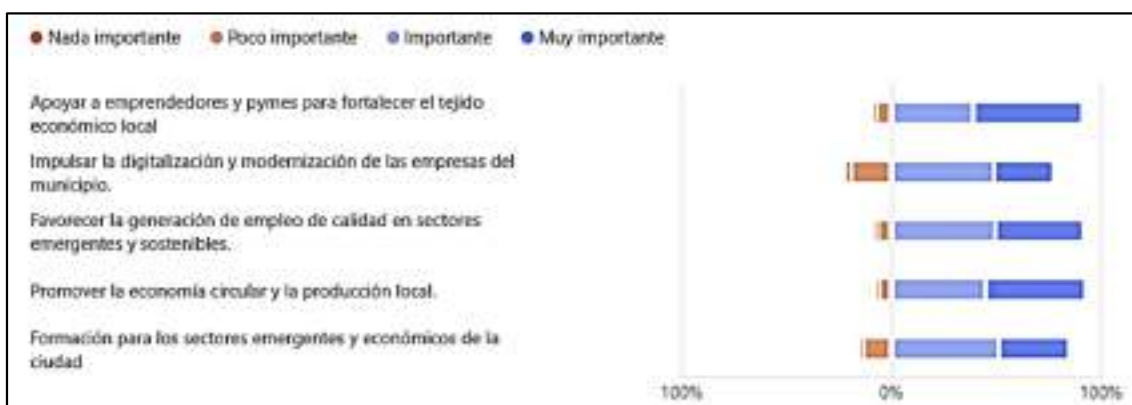 Nada importante Poco importante Importante Muy importante
Apoyar a emprendedores y pymes para fortalecer el tejido
económico local
Impulsar la digitalización y modernización de las empresas del
municipio.
Favorecer la generación de empleo de calidad en sectores
emergentes y sostenibles.
Promover la economía circular y la producción local.
Formación para los sectores emergentes y económicos de la
ciudad
100% 0% 100%